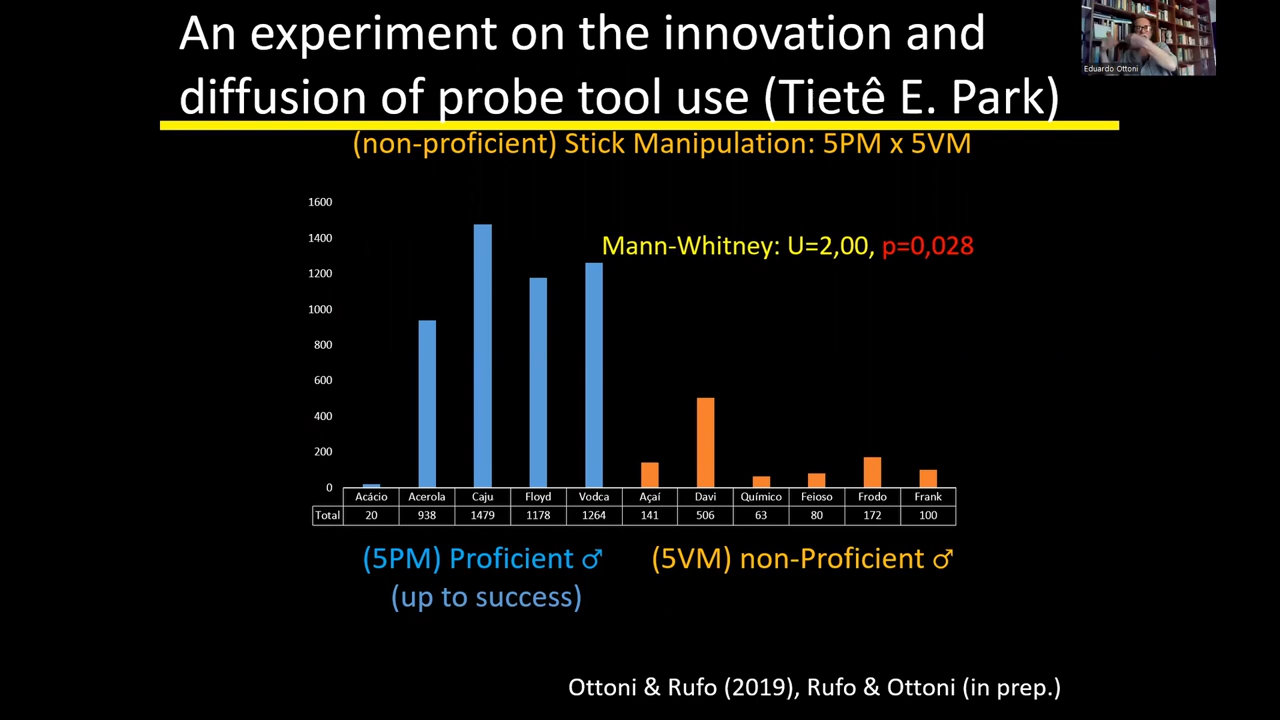 An experiment on the innovation and
diffusion of probe tool use (Tietê E. Park)
Eduardo Ottoni
(non-proficient) Stick Manipulation: 5PM x 5VM
Mann-Whitney: U=2,00, p=0,028
1600
1400
1200
1000
800
600
400
200
0
Acácio Acerola Caju Floyd Vodca Açaí Davi Químico Feioso Frodo Frank
Total 20 938 1479 1178 1264 141 506 63 80 172 100
(5PM) Proficient ♂ (5VM) non-Proficient ♂
(up to success)
Ottoni & Rufo (2019), Rufo & Ottoni (in prep.)